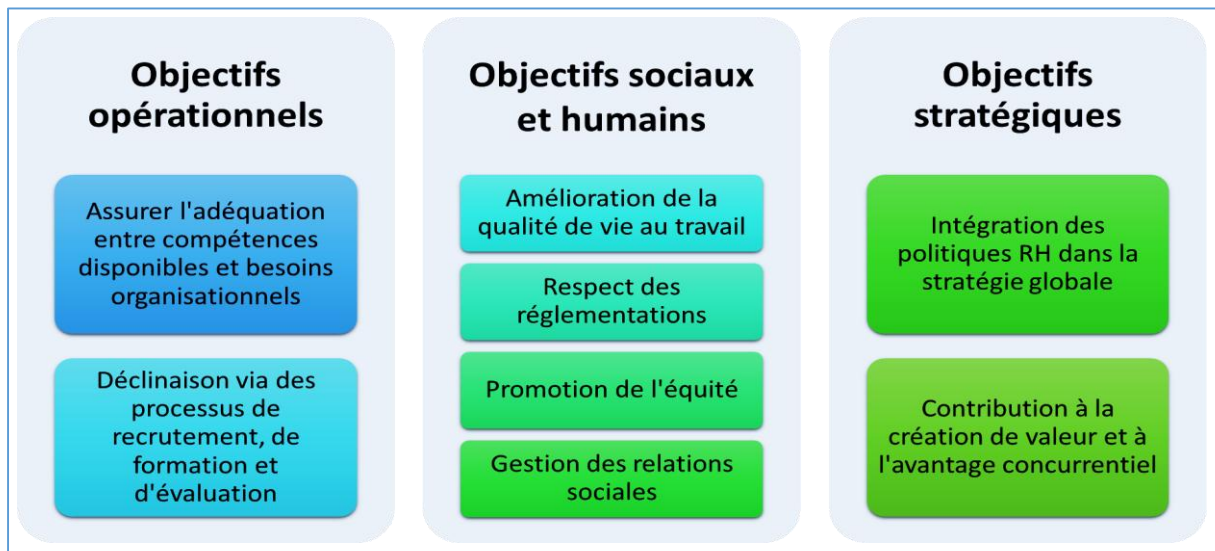 Objectifs
opérationnels
Assurer l'adéquation
entre compétences
disponibles et besoins
organisationnels
Déclinaison via des
processus de
recrutement, de
formation et
d'évaluation
Objectifs sociaux
et humains
Amélioration de la
qualité de vie au travail
Respect des
réglementations
Promotion de l'équité
Gestion des relations
sociales
Objectifs
stratégiques
Intégration des
politiques RH dans la
stratégie globale
Contribution à la
création de valeur et à
l'avantage concurrentiel